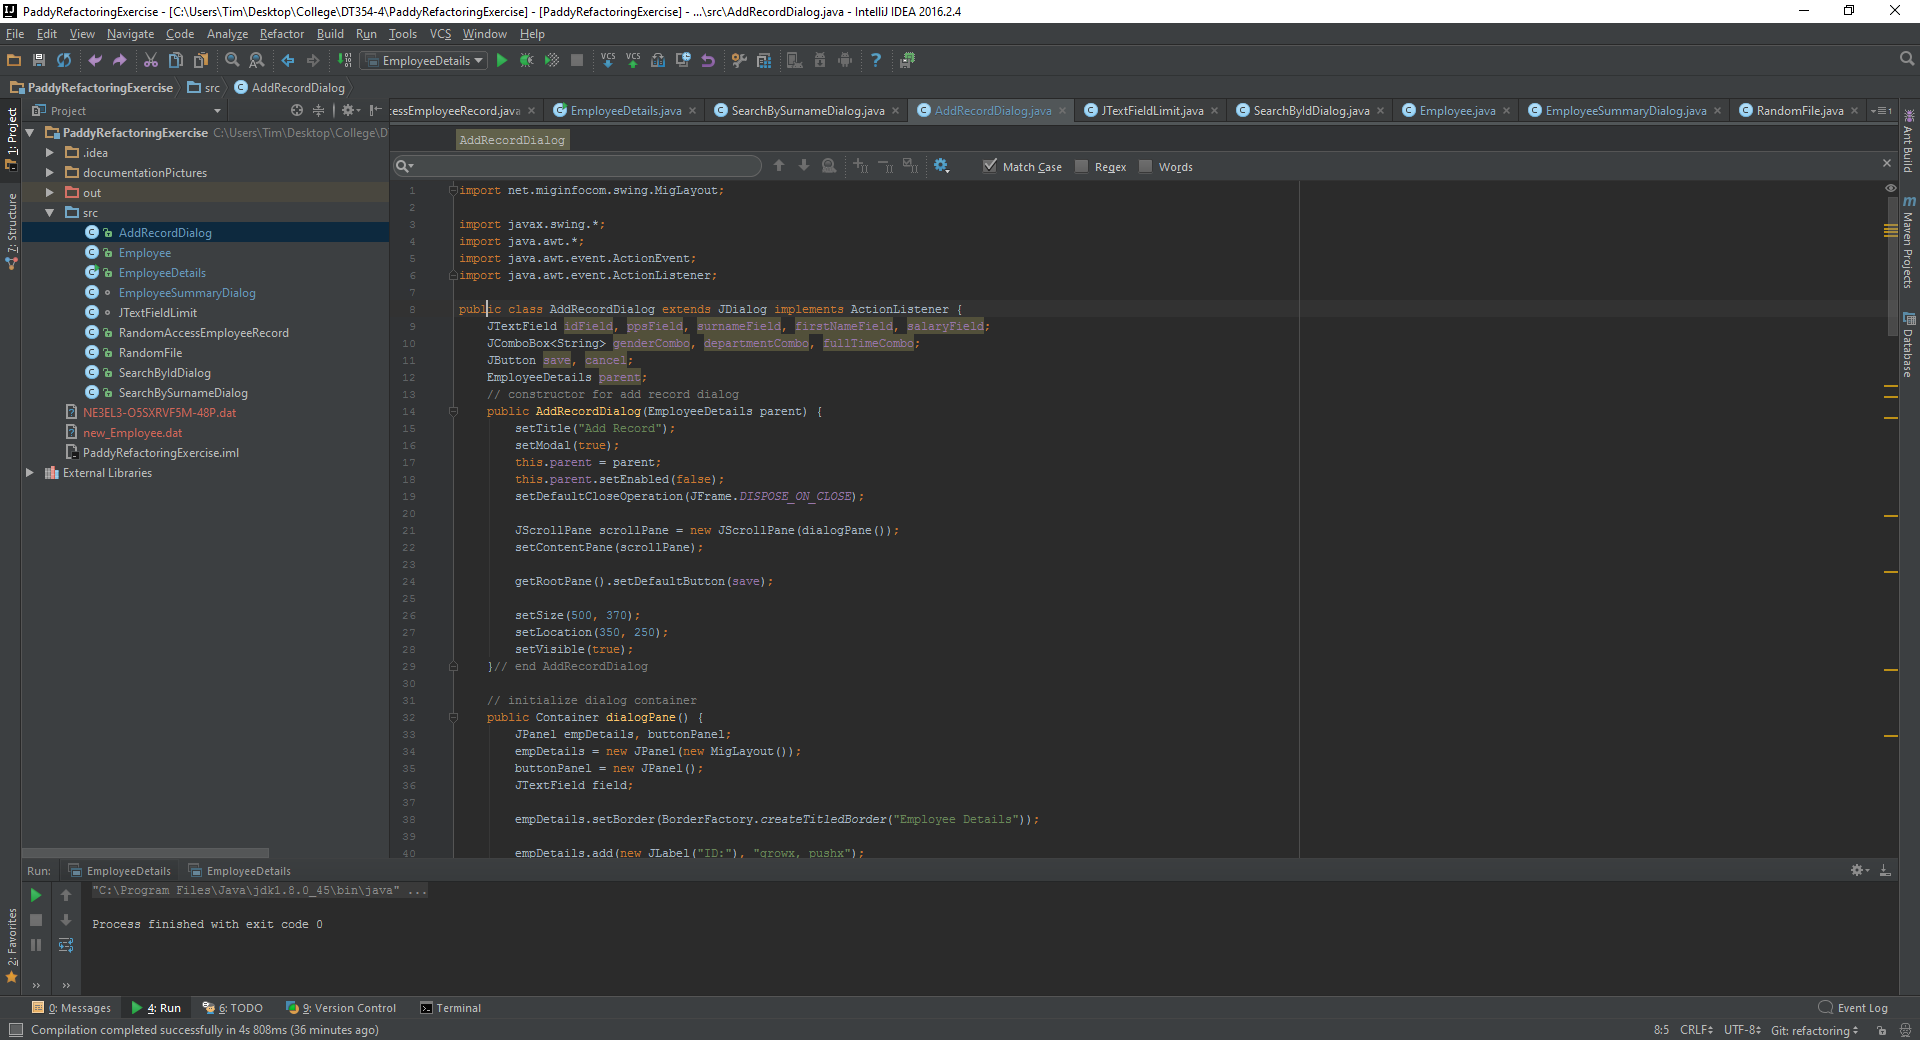 PaddyRefactoringExercise - [C:\Users\Tim\Desktop\College\DT354-4\PaddyRefactoringExercise] - [PaddyRefactoringExercise] - ...\src\AddRecordDialog.java - IntelliJ IDEA 2016.2.4
File Edit View Navigate Code Analyze Refactor Build Run Tools VCS Window Help
EmployeeDetails
PaddyRefactoringExercise src AddRecordDialog
Project
essEmployeeRecord.java EmployeeDetails.java SearchBySurnameDialog.java AddRecordDialog.java JTextFieldLimit.java SearchByIdDialog.java Employee.java EmployeeSummaryDialog.java RandomFile.java
AddRecordDialog
Match Case Regex Words
1: Project
7: Structure
2: Favorites
PaddyRefactoringExercise C:\Users\Tim\Desktop\College\D
.idea
documentationPictures
out
src
AddRecordDialog
Employee
EmployeeDetails
EmployeeSummaryDialog
JTextFieldLimit
RandomAccessEmployeeRecord
RandomFile
SearchByIdDialog
SearchBySurnameDialog
NE3EL3-O5SXRVF5M-48P.dat
new_Employee.dat
PaddyRefactoringExercise.iml
External Libraries
1 import net.miginfocom.swing.MigLayout;
2
3 import javax.swing.*;
4 import java.awt.*;
5 import java.awt.event.ActionEvent;
6 import java.awt.event.ActionListener;
7
8 public class AddRecordDialog extends JDialog implements ActionListener {
9 JTextField idField, ppsField, surnameField, firstNameField, salaryField;
10 JComboBox<String> genderCombo, departmentCombo, fullTimeCombo;
11 JButton save, cancel;
12 EmployeeDetails parent;
13 // constructor for add record dialog
14 public AddRecordDialog(EmployeeDetails parent) {
15 setTitle("Add Record");
16 setModal(true);
17 this.parent = parent;
18 this.parent.setEnabled(false);
19 setDefaultCloseOperation(JFrame.DISPOSE_ON_CLOSE);
20
21 JScrollPane scrollPane = new JScrollPane(dialogPane());
22 setContentPane(scrollPane);
23
24 getRootPane().setDefaultButton(save);
25
26 setSize(500, 370);
27 setLocation(350, 250);
28 setVisible(true);
29 }// end AddRecordDialog
30
31 // initialize dialog container
32 public Container dialogPane() {
33 JPanel empDetails, buttonPanel;
34 empDetails = new JPanel(new MigLayout());
35 buttonPanel = new JPanel();
36 JTextField field;
37
38 empDetails.setBorder(BorderFactory.createTitledBorder("Employee Details"));
39
40 empDetails.add(new JLabel("ID:"), "growx, pushx");
Ant Build
m Maven Projects
Database
Run: EmployeeDetails EmployeeDetails
"C:\Program Files\Java\jdk1.8.0_45\bin\java" ...
Process finished with exit code 0
0: Messages 4: Run 6: TODO 9: Version Control Terminal Event Log
Compilation completed successfully in 4s 808ms (36 minutes ago) 8:5 CRLF UTF-8 Git: refactoring